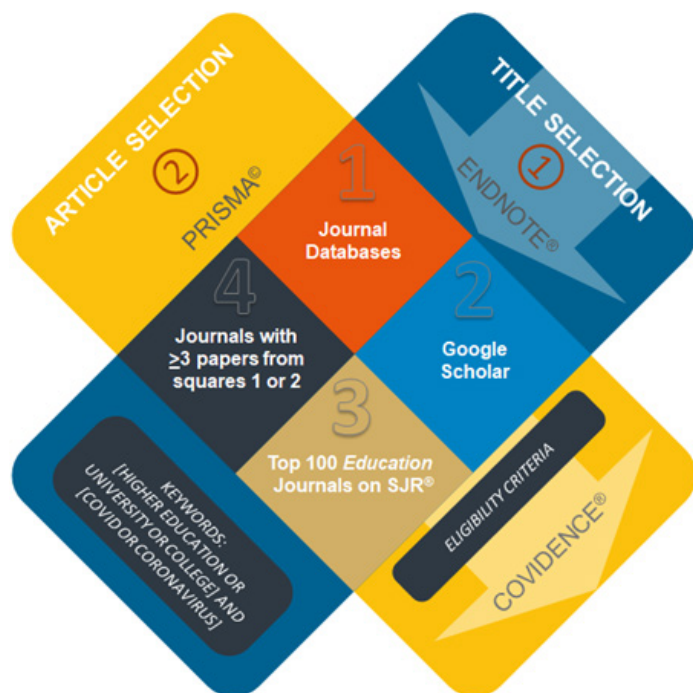 ARTICLE SELECTION
2
PRISMA©
TITLE SELECTION
1
ENDNOTE®
1
Journal
Databases
2
Google
Scholar
3
Top 100 Education
Journals on SJR®
4
Journals with
≥3 papers from
squares 1 or 2
KEYWORDS:
[HIGHER EDUCATION OR
UNIVERSITY OR COLLEGE] AND
[COVIDOR CORONAVIRUS]
ELIGIBILITY CRITERIA
COVIDENCE®